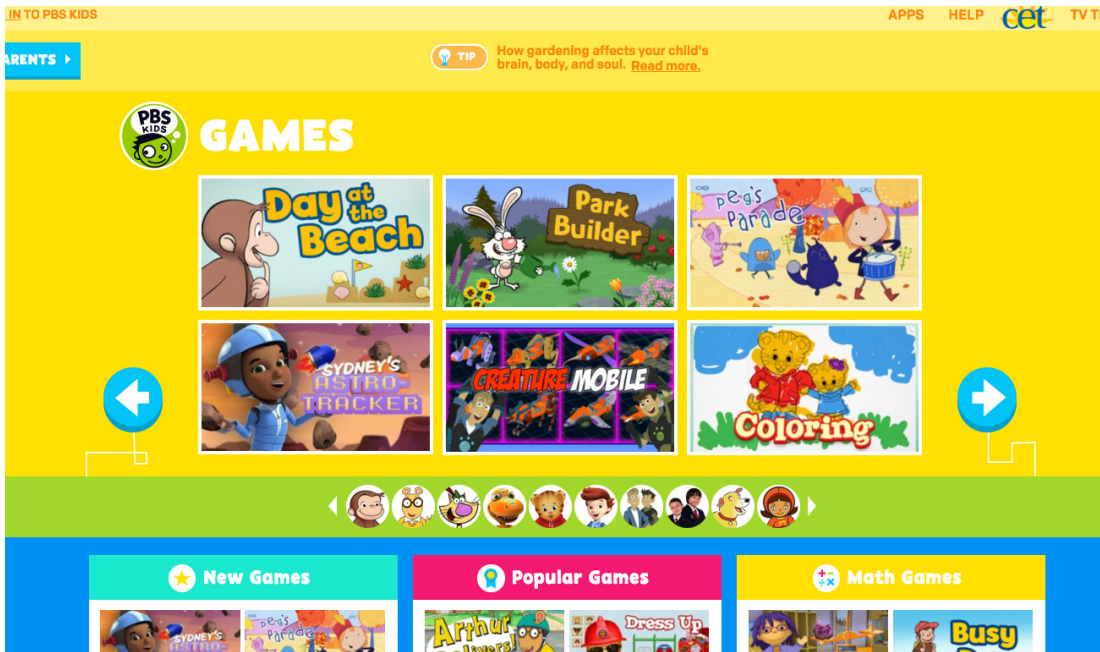 IN TO PBS KIDS
APPS
HELP
cet
TV
ARENTS
TIP
How gardening affects your child's
brain, body, and soul. Read more.
PBS
KIDS
GAMES
Day at
the
Beach
Park
Builder
Peg's
Parade
SYDNEY'S
ASTRO-
TRACKER
CREATURE MOBILE
Coloring
New Games
Popular Games
Math Games
SYDNEY'S
ASTRO-
Peg's
Parade
Arthur
Dress Up
Busy